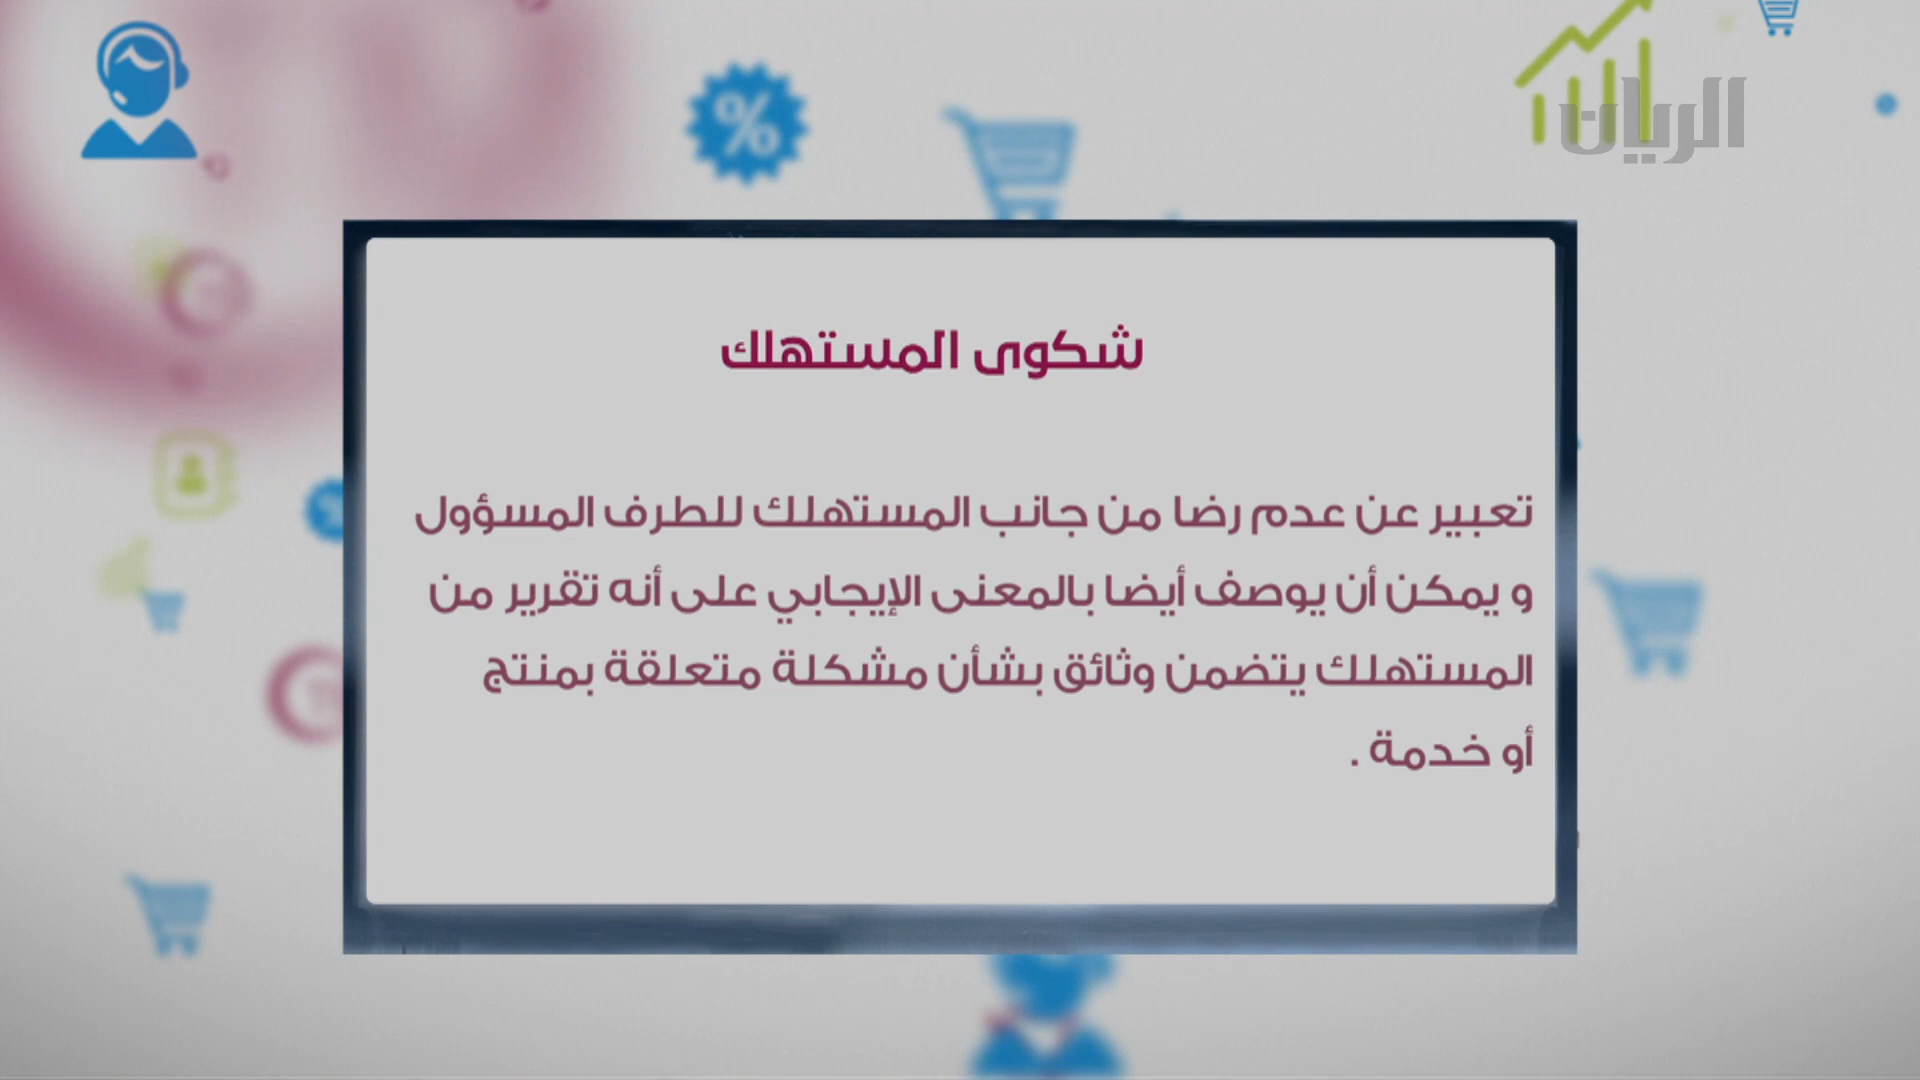 الريان
شكوى المستهلك
تعبير عن عدم رضا من جانب المستهلك للطرف المسؤول
و يمكن أن يوصف أيضا بالمعنى الإيجابي على أنه تقرير من
المستهلك يتضمن وثائق بشأن مشكلة متعلقة بمنتج
أو خدمة .